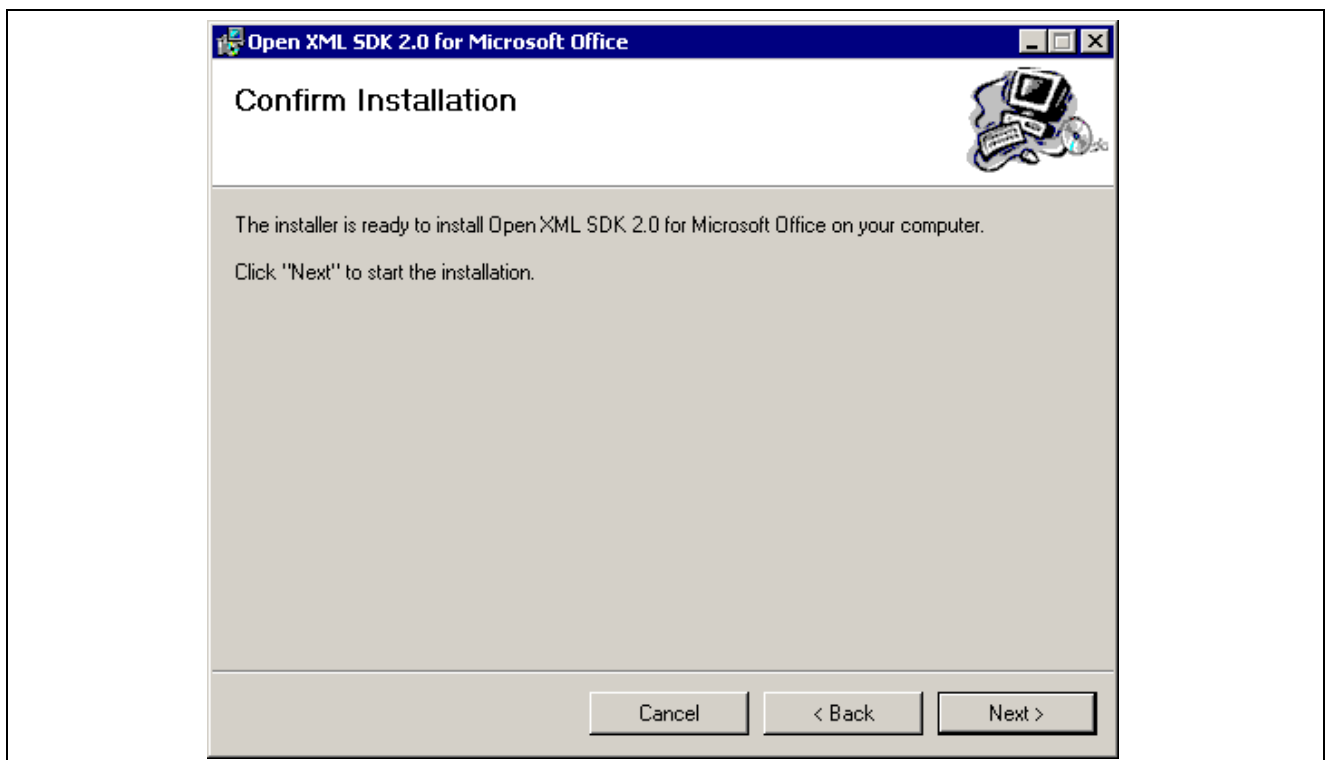 Open XML SDK 2.0 for Microsoft Office
Confirm Installation
The installer is ready to install Open XML SDK 2.0 for Microsoft Office on your computer.
Click "Next" to start the installation.
Cancel
< Back
Next >